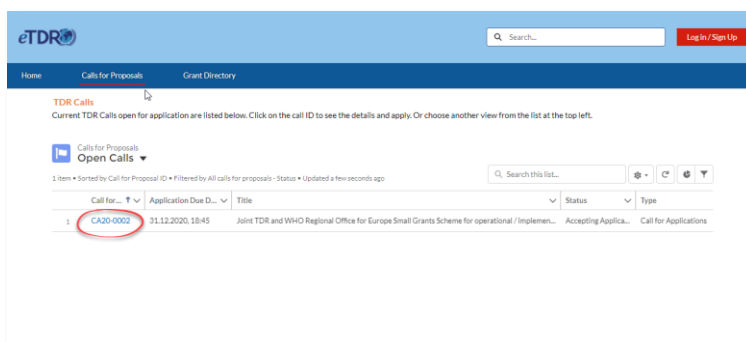 eTDR
Search...
Log in / Sign Up
Home Calls for Proposals Grant Directory
TDR Calls
Current TDR Calls open for application are listed below. Click on the call ID to see the details and apply. Or choose another view from the list at the top left.
Calls for Proposals
Open Calls
1 item • Sorted by Call for Proposal ID • Filtered by All calls for proposals - Status • Updated a few seconds ago
Search this list...
Call for... Application Due D... Title Status Type
1 CA20-0002 31.12.2020, 18:45 Joint TDR and WHO Regional Office for Europe Small Grants Scheme for operational / implemen... Accepting Applica... Call for Applications